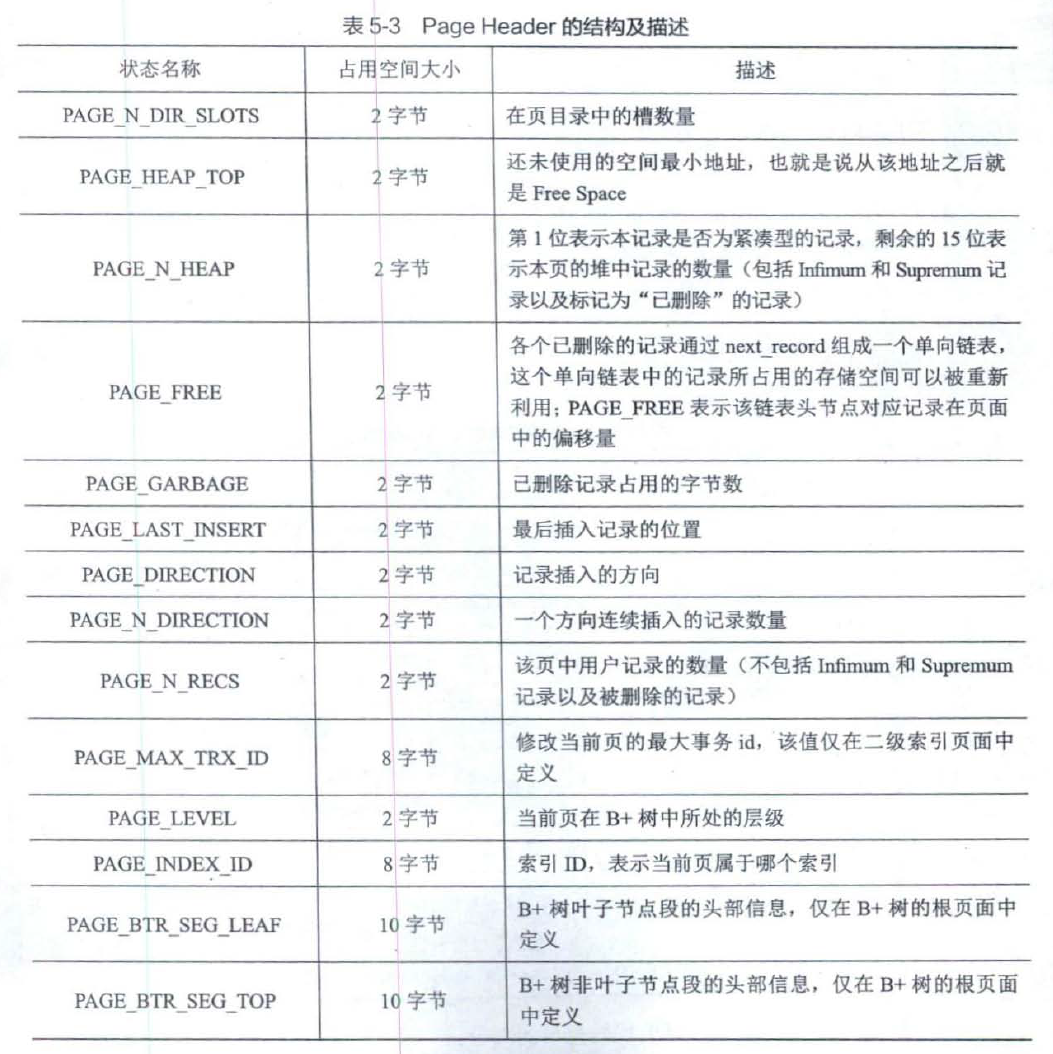 表 5-3 Page Header 的结构及描述
状态名称 占用空间大小 描述
PAGE_N_DIR_SLOTS 2 字节 在页目录中的槽数量
PAGE_HEAP_TOP 2 字节 还未使用的空间最小地址，也就是说从该地址之后就
是 Free Space
PAGE_N_HEAP 2 字节 第 1 位表示本记录是否为紧凑型的记录，剩余的 15 位表
示本页的堆中记录的数量（包括 Infimum 和 Supremum 记
录以及标记为“已删除”的记录）
PAGE_FREE 2 字节 各个已删除的记录通过 next_record 组成一个单向链表，
这个单向链表中的记录所占用的存储空间可以被重新
利用；PAGE_FREE 表示该链表头节点对应记录在页面
中的偏移量
PAGE_GARBAGE 2 字节 已删除记录占用的字节数
PAGE_LAST_INSERT 2 字节 最后插入记录的位置
PAGE_DIRECTION 2 字节 记录插入的方向
PAGE_N_DIRECTION 2 字节 一个方向连续插入的记录数量
PAGE_N_RECS 2 字节 该页中用户记录的数量（不包括 Infimum 和 Supremum
记录以及被删除的记录）
PAGE_MAX_TRX_ID 8 字节 修改当前页的最大事务 id，该值仅在二级索引页面中
定义
PAGE_LEVEL 2 字节 当前页在 B+ 树中所处的层级
PAGE_INDEX_ID 8 字节 索引 ID，表示当前页属于哪个索引
PAGE_BTR_SEG_LEAF 10 字节 B+ 树叶子节点段的头部信息，仅在 B+ 树的根页面中
定义
PAGE_BTR_SEG_TOP 10 字节 B+ 树非叶子节点段的头部信息，仅在 B+ 树的根页面
中定义